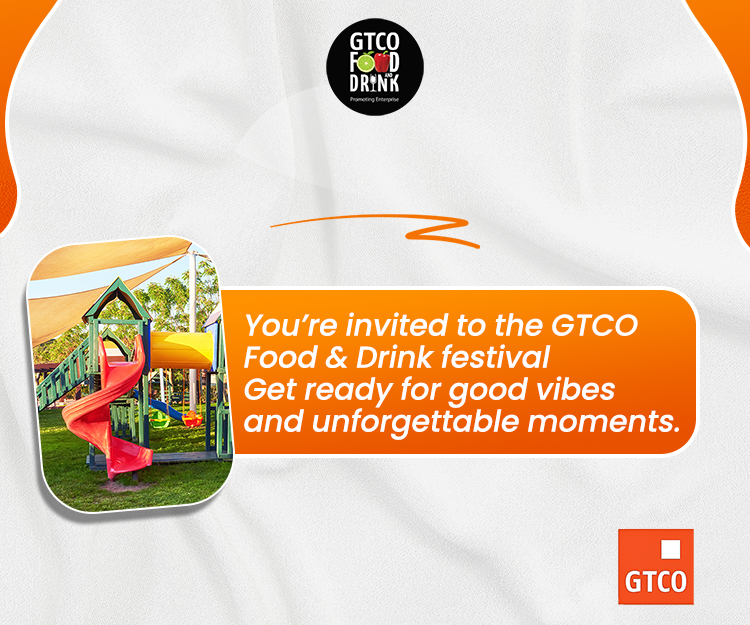 GTCO
FOOD
AND
DRINK
Promoting Enterprise
You're invited to the GTCO
Food & Drink festival
Get ready for good vibes
and unforgettable moments.
GTCO